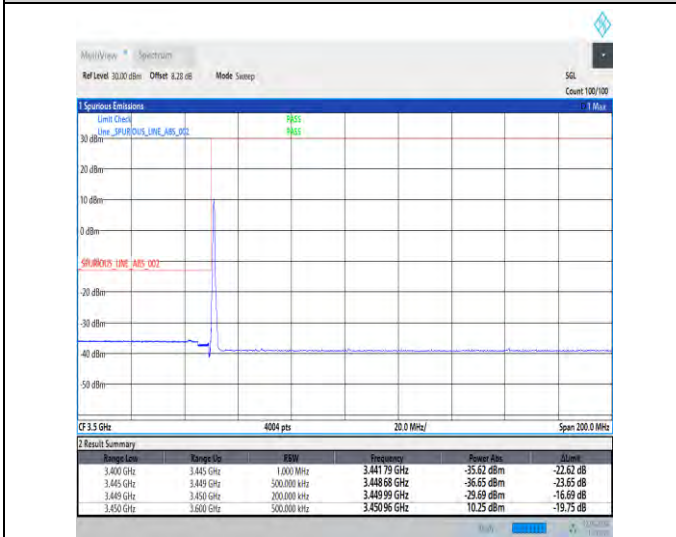 MultiView Spectrum
Ref Level 30.00 dBm Offset 8.28 dB Mode Sweep SGL
Count 100/100
1 Spurious Emissions 1 Max
Limit Check PASS
Line _SPURIOUS_LINE_ABS_002 PASS
30 dBm
20 dBm
10 dBm
0 dBm
_SPURIOUS_LINE_ABS_002
-20 dBm
-30 dBm
-40 dBm
-50 dBm
CF 3.5 GHz 4004 pts 20.0 MHz/ Span 200.0 MHz
2 Result Summary
Range Low Range Up RBW Frequency Power Abs ΔLimit
3.400 GHz 3.445 GHz 1.000 MHz 3.441 79 GHz -35.62 dBm -22.62 dB
3.445 GHz 3.449 GHz 500.000 kHz 3.448 68 GHz -36.65 dBm -23.65 dB
3.449 GHz 3.450 GHz 200.000 kHz 3.449 99 GHz -29.69 dBm -16.69 dB
3.450 GHz 3.600 GHz 500.000 kHz 3.450 96 GHz 10.25 dBm -19.75 dB